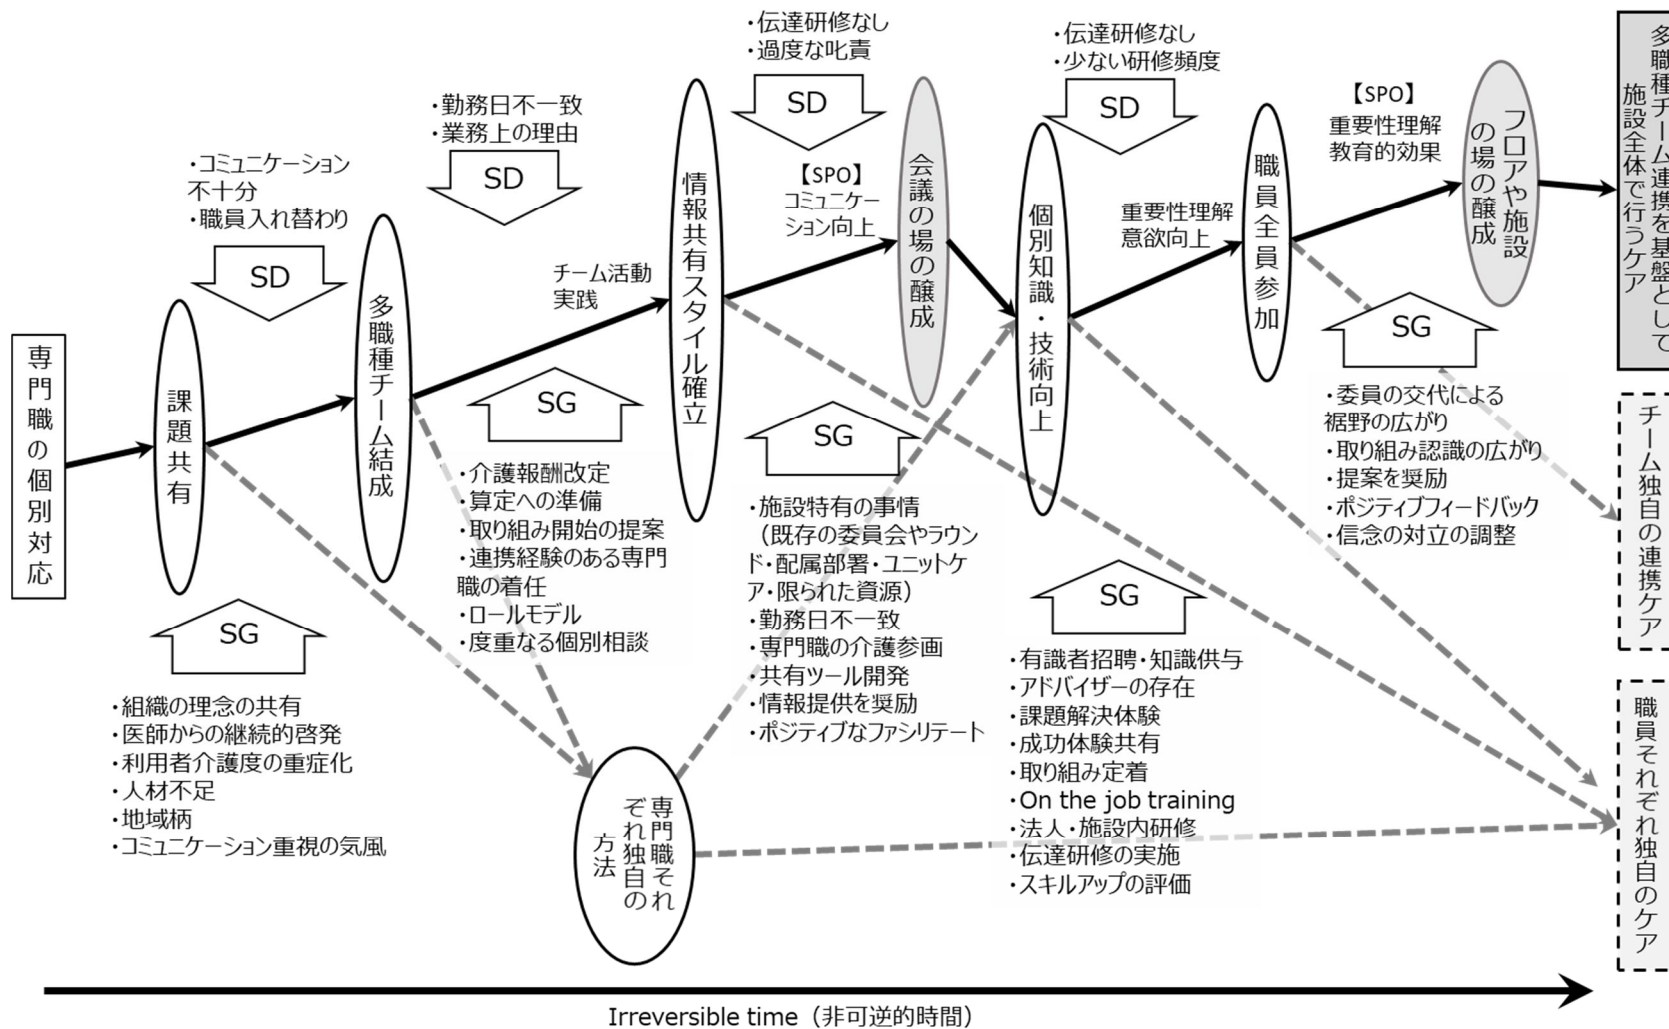 専門職の個別対応
課題共有
・コミュニケーション
不十分
・職員入れ替わり
SD
SG
・組織の理念の共有
・医師からの継続的啓発
・利用者介護度の重症化
・人材不足
・地域柄
・コミュニケーション重視の気風
多職種チーム結成
・勤務日不一致
・業務上の理由
SD
チーム活動
実践
SG
・介護報酬改定
・算定への準備
・取り組み開始の提案
・連携経験のある専門
職の着任
・ロールモデル
・度重なる個別相談
専門職それ
ぞれ独自の
方法
情報共有スタイル確立
・伝達研修なし
・過度な叱責
SD
【SPO】
コミュニケー
ション向上
SG
・施設特有の事情
（既存の委員会やラウン
ド・配属部署・ユニットケ
ア・限られた資源）
・勤務日不一致
・専門職の介護参画
・共有ツール開発
・情報提供を奨励
・ポジティブなファシリテート
会議の場の醸成
個別知識・技術向上
・伝達研修なし
・少ない研修頻度
SD
重要性理解
意欲向上
SG
・有識者招聘・知識供与
・アドバイザーの存在
・課題解決体験
・成功体験共有
・取り組み定着
・On the job training
・法人・施設内研修
・伝達研修の実施
・スキルアップの評価
職員全員参加
【SPO】
重要性理解
教育的効果
SG
・委員の交代による
裾野の広がり
・取り組み認識の広がり
・提案を奨励
・ポジティブフィードバック
・信念の対立の調整
フロアや施設
の場の醸成
多職種チーム連携を基盤として
施設全体で行うケア
チーム独自の連携ケア
職員それぞれ独自のケア
Irreversible time（非可逆的時間）